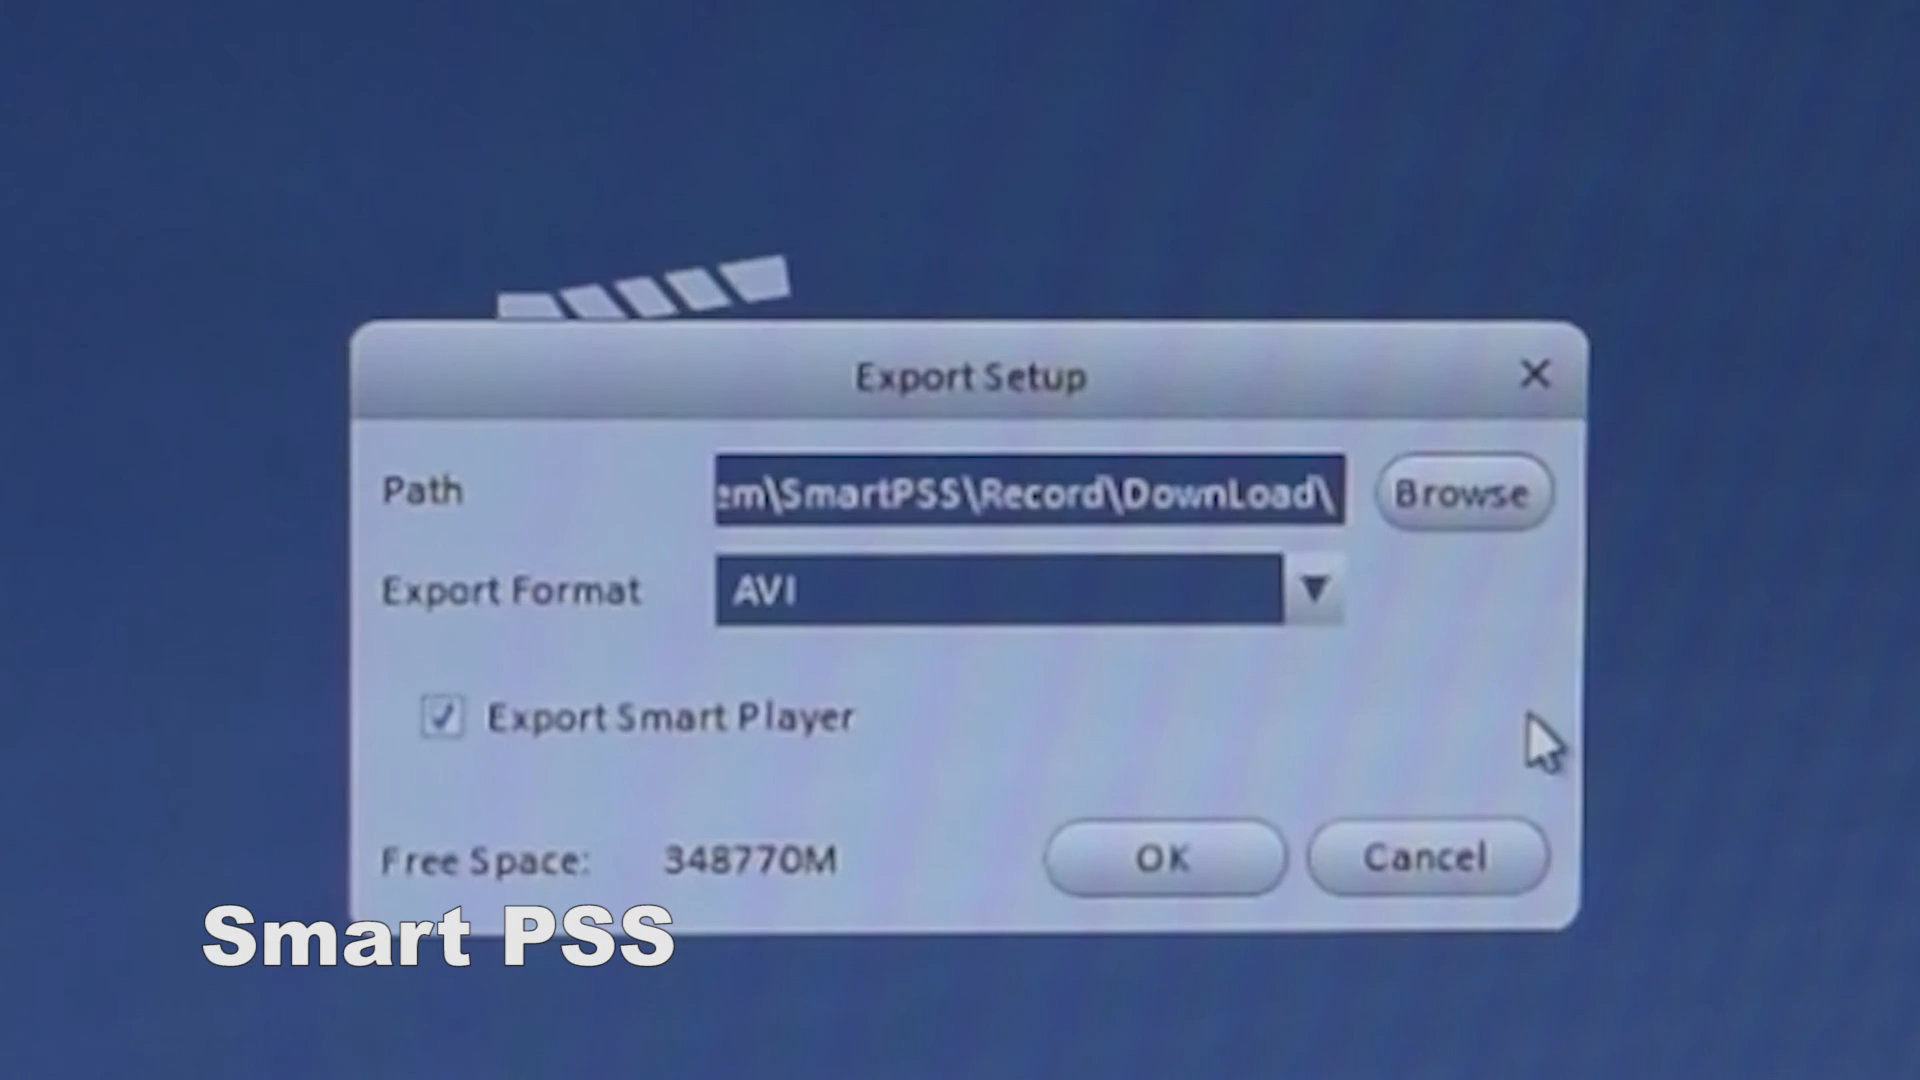 Export Setup
Path
em\SmartPSS\Record\DownLoad\
Browse
Export Format
AVI
Export Smart Player
Free Space: 348770M
OK
Cancel
Smart PSS